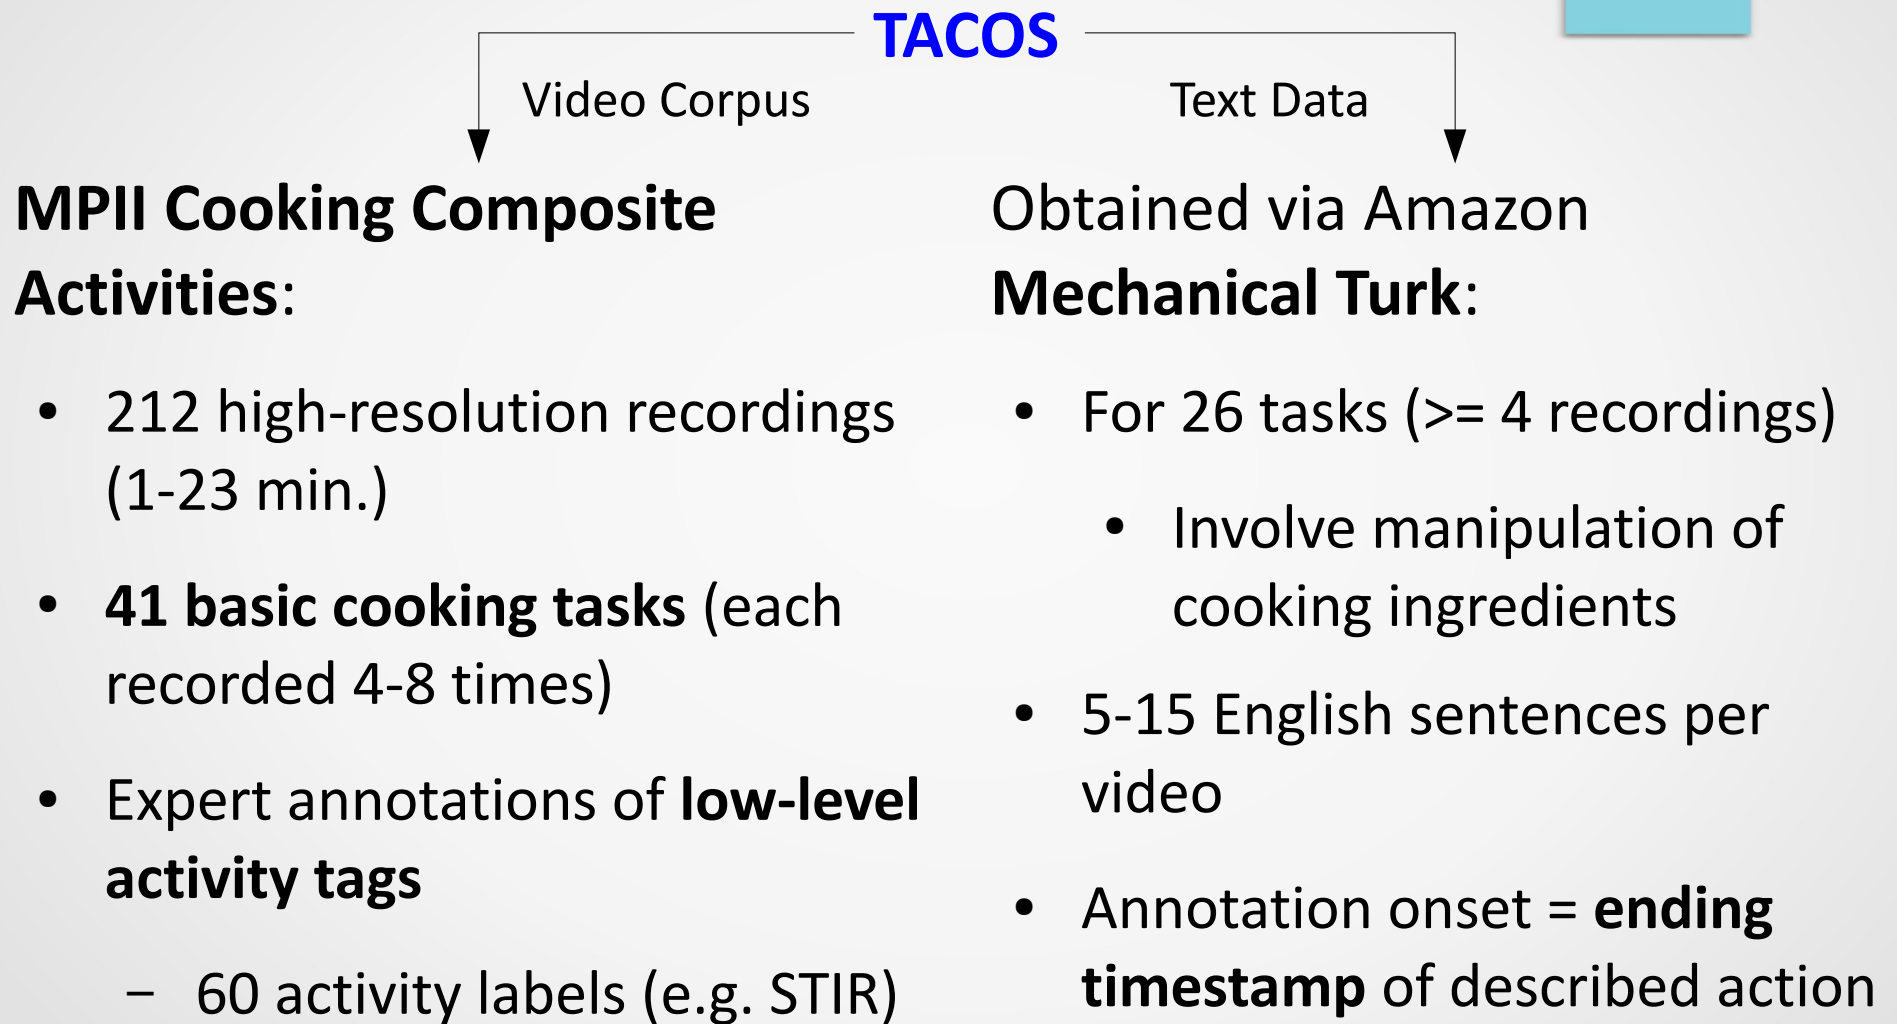 TACOS
Video Corpus
Text Data
MPII Cooking Composite
Activities:
• 212 high-resolution recordings
(1-23 min.)
• 41 basic cooking tasks (each
recorded 4-8 times)
• Expert annotations of low-level
activity tags
– 60 activity labels (e.g. STIR)
Obtained via Amazon
Mechanical Turk:
• For 26 tasks (>= 4 recordings)
• Involve manipulation of
cooking ingredients
• 5-15 English sentences per
video
• Annotation onset = ending
timestamp of described action